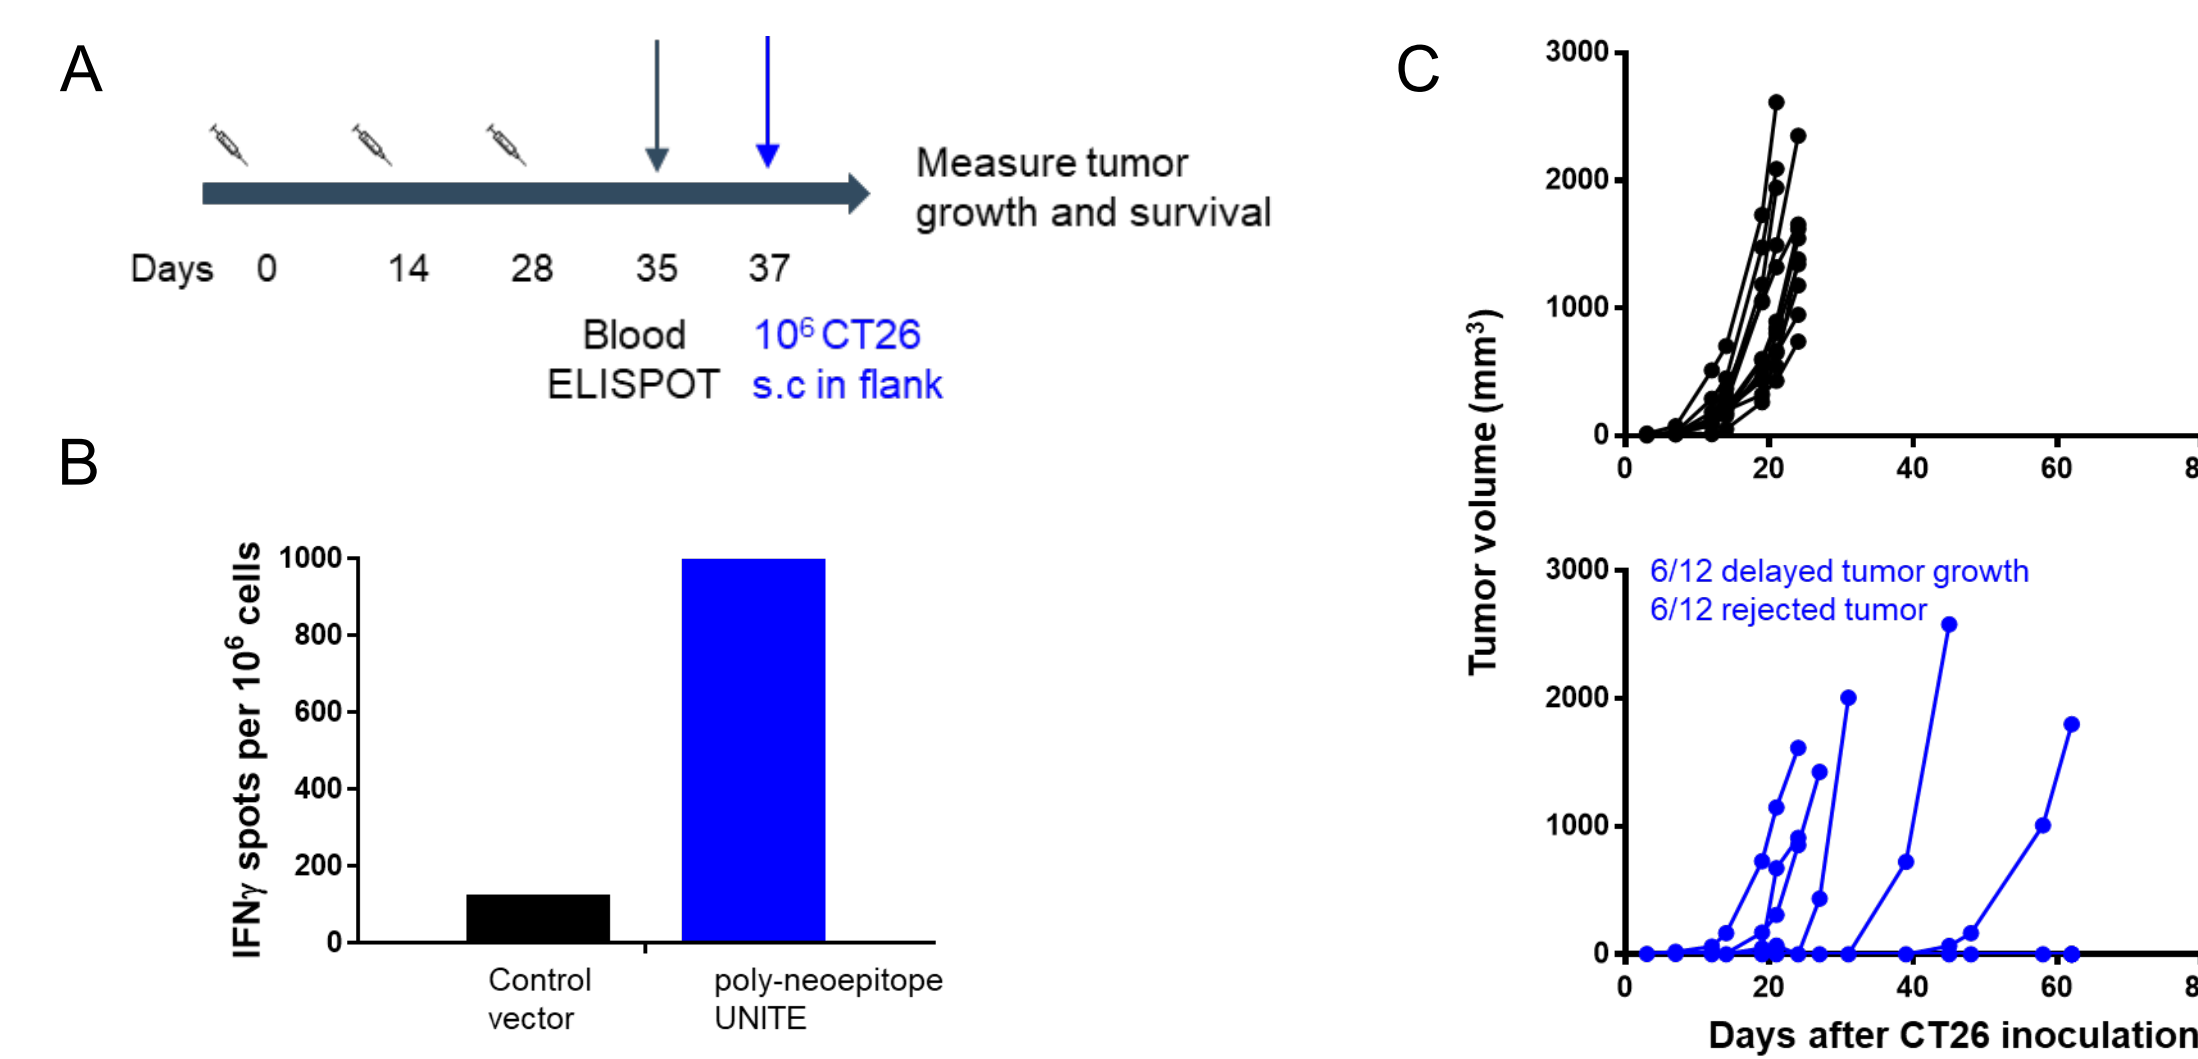 A
Measure tumor
growth and survival
Days 0 14 28 35 37
Blood
ELISPOT
10⁶ CT26
s.c in flank
B
IFNγ spots per 10⁶ cells
1000
800
600
400
200
0
Control
vector
poly-neoepitope
UNITE
C
Tumor volume (mm³)
3000
2000
1000
0
0 20 40 60 8
6/12 delayed tumor growth
6/12 rejected tumor
3000
2000
1000
0
0 20 40 60 8
Days after CT26 inoculation